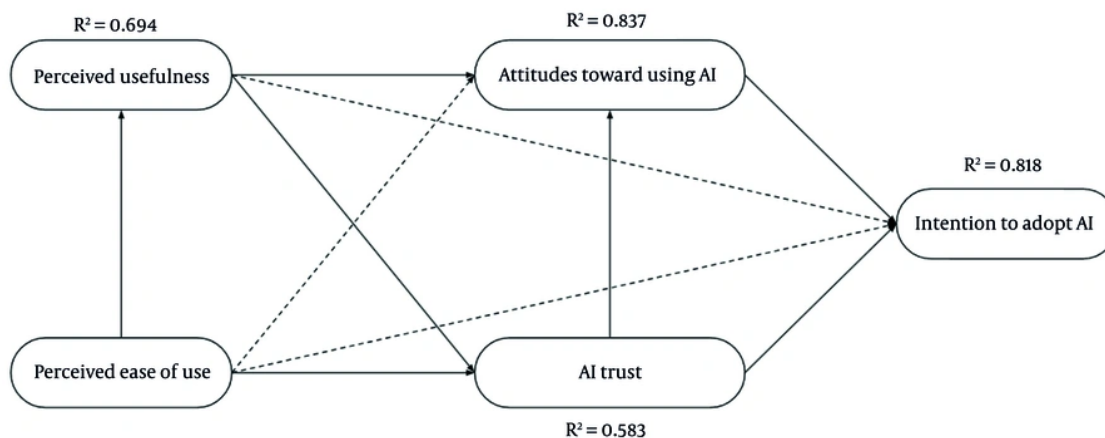 R² = 0.694
Perceived usefulness
R² = 0.837
Attitudes toward using AI
R² = 0.818
Intention to adopt AI
Perceived ease of use
AI trust
R² = 0.583